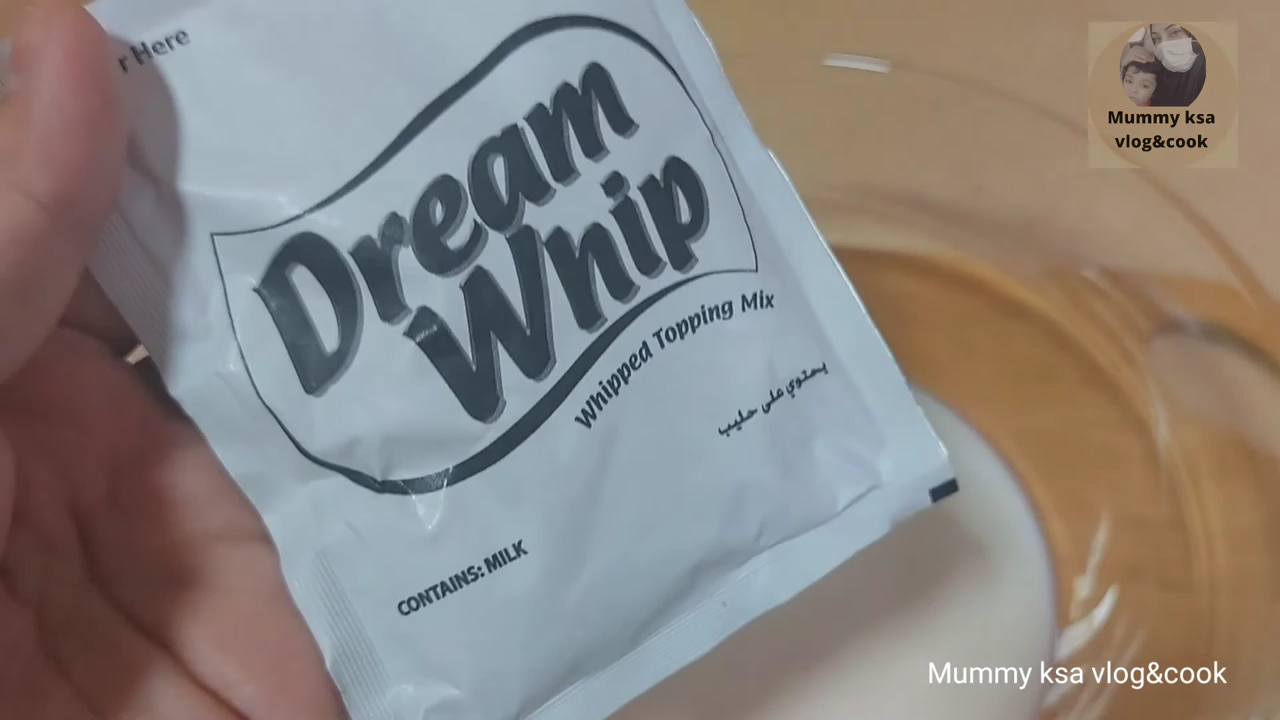 r Here
Dream
Whip
Whipped Topping Mix
يحتوي على حليب
CONTAINS: MILK
Mummy ksa
vlog&cook
Mummy ksa vlog&cook